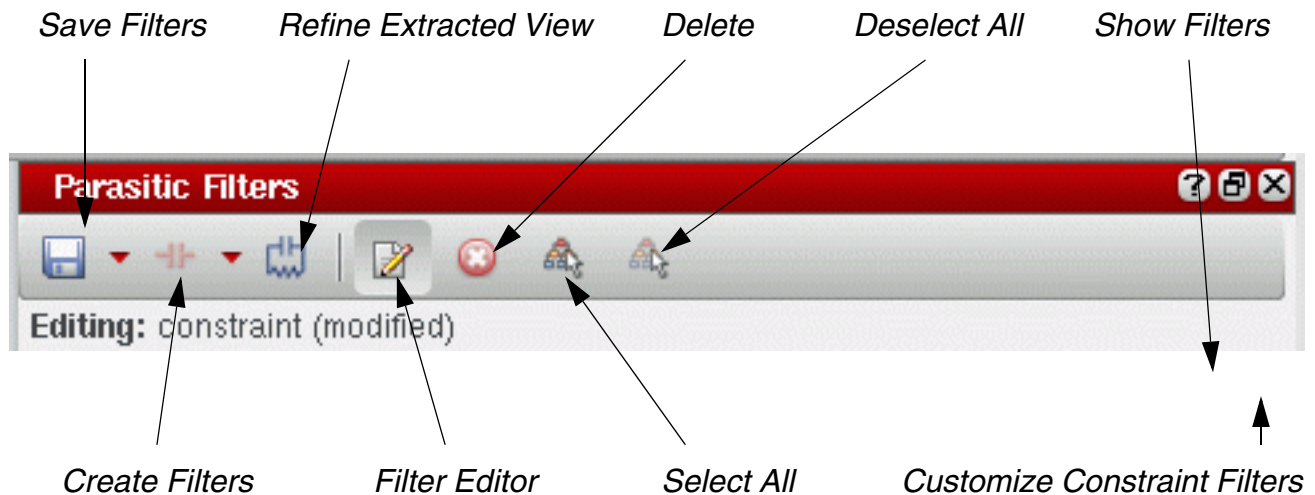 Save Filters Refine Extracted View Delete Deselect All Show Filters
Parasitic Filters
Editing: constraint (modified)
Create Filters Filter Editor Select All Customize Constraint Filters